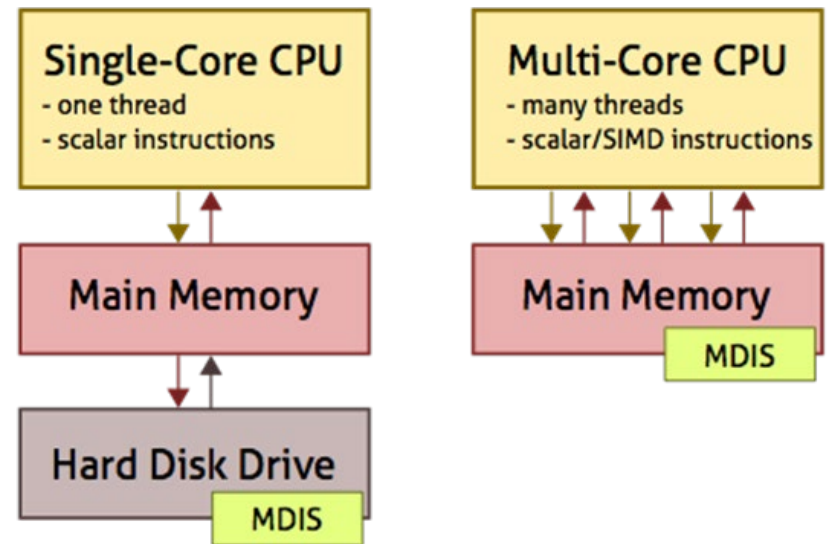 Single-Core CPU
- one thread
- scalar instructions
Main Memory
Hard Disk Drive
MDIS
Multi-Core CPU
- many threads
- scalar/SIMD instructions
Main Memory
MDIS